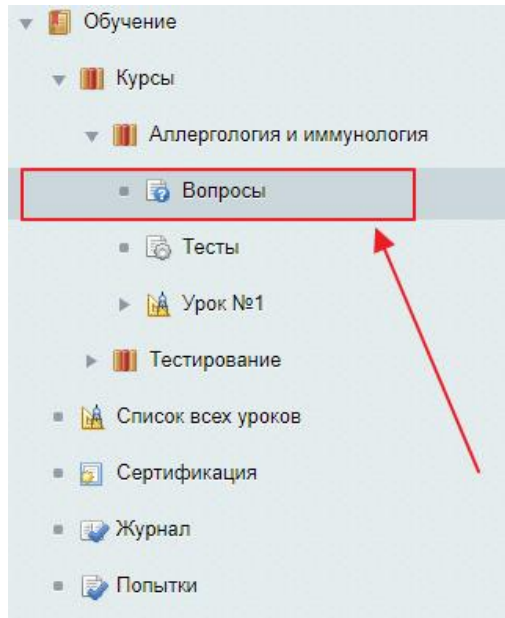 Обучение
Курсы
Аллергология и иммунология
Вопросы
Тесты
Урок №1
Тестирование
Список всех уроков
Сертификация
Журнал
Попытки